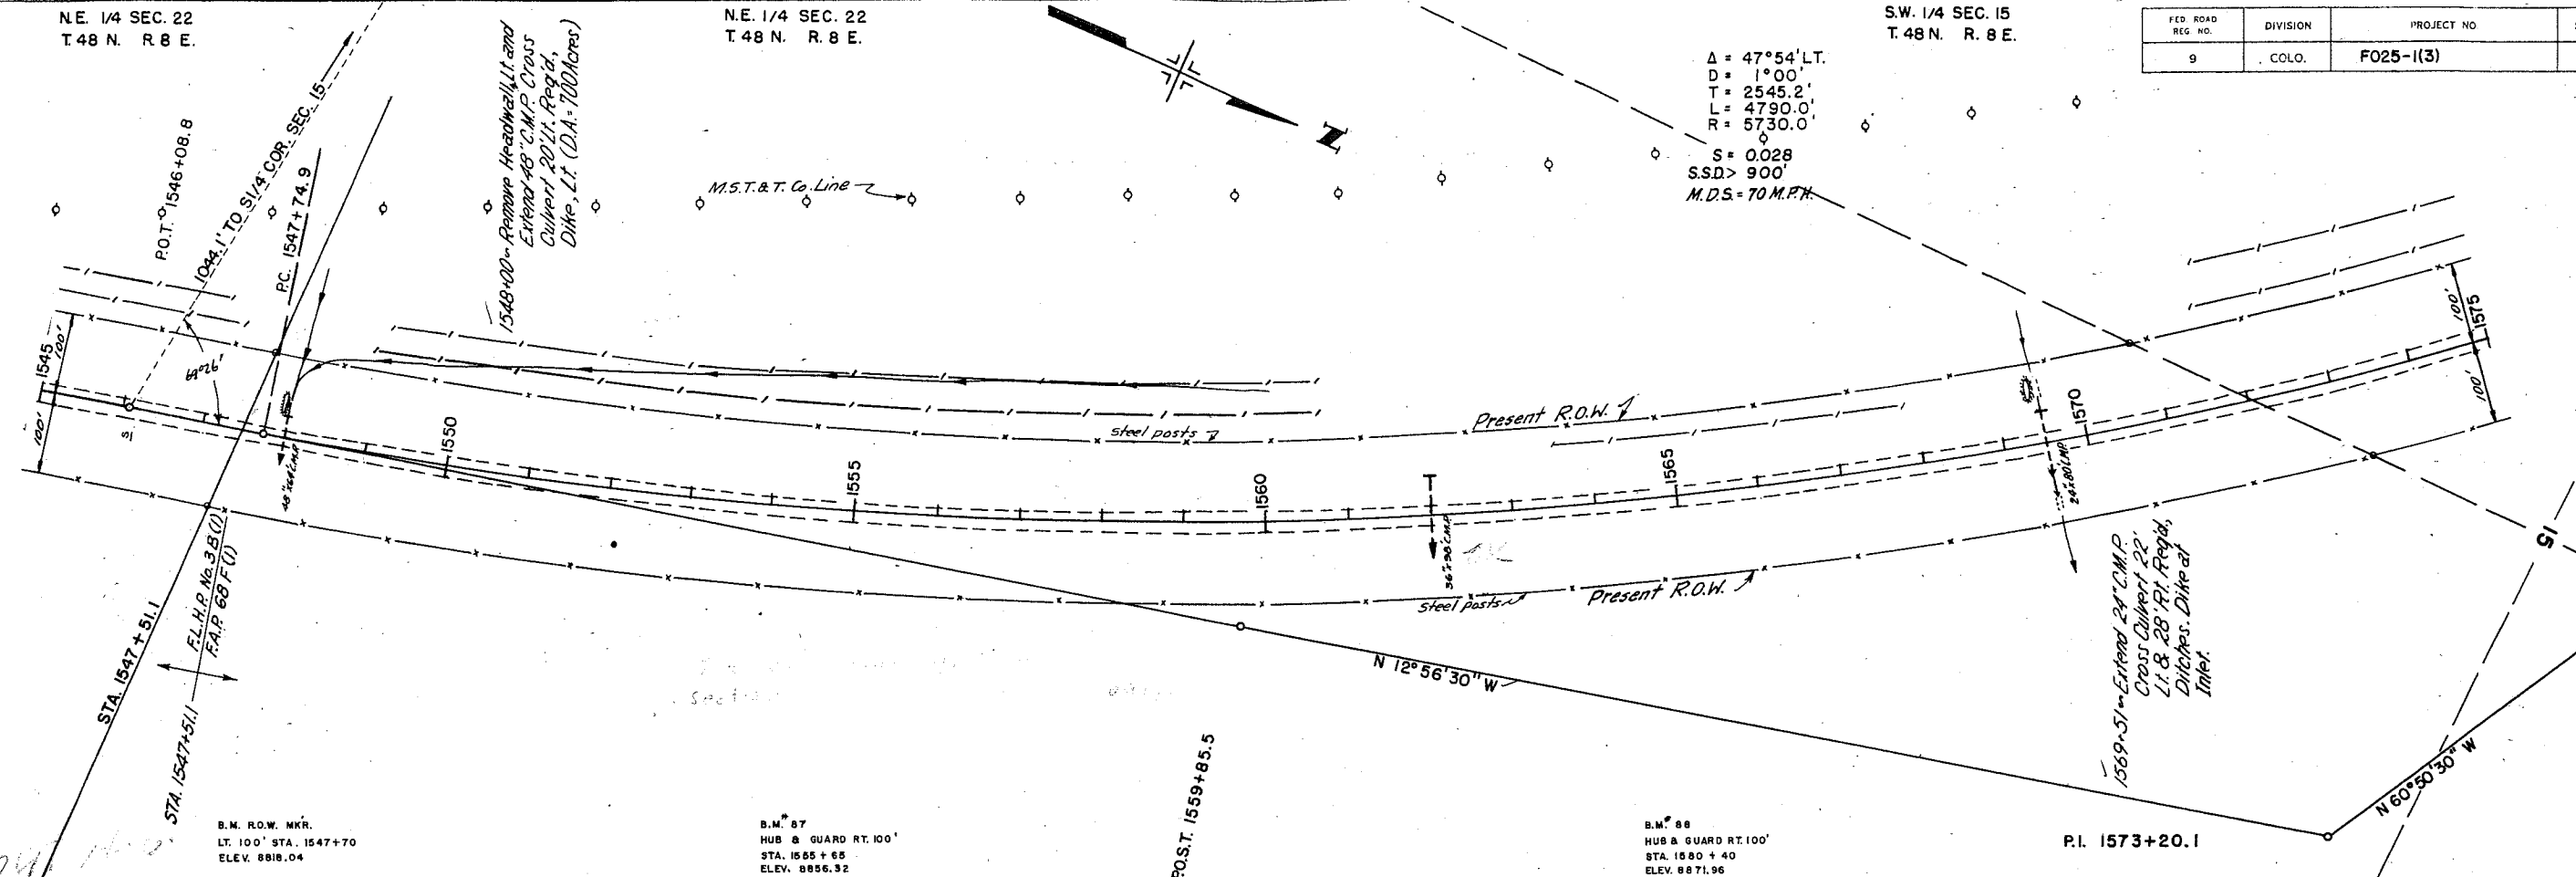 N.E. 1/4 SEC. 22
T. 48 N. R. 8 E.
N.E. 1/4 SEC. 22
T. 48 N. R. 8 E.
S.W. 1/4 SEC. 15
T. 48 N. R. 8 E.
FED. ROAD REG. NO.
DIVISION
PROJECT NO
9
COLO.
F025-1(3)
Δ = 47°54' LT.
D = 1°00'
T = 2545.2'
L = 4790.0'
R = 5730.0'
S = 0.028
S.S.D. > 900'
M.D.S. = 70 M.P.H.
P.O.T. 1546+08.8
1044.1' TO S1/4 COR. SEC. 15
P.C. 1547+74.9
1548+00 ~ Remove Headwall, Lt. and
Extend 48" C.M.P. Cross
Culvert 20' Lt. Req'd,
Dike, Lt. (D.A. = 700 Acres)
M.S.T. & T. Co. Line
N
1545
100'
100'
69°26'
48" x 64' C.M.P.
1550
1555
1560
1565
1570
1575
100'
100'
Steel posts
Present R.O.W.
36" x 98' C.M.P.
24" x 80' C.M.P.
Steel posts
Present R.O.W.
15
STA. 1547+51.1
F.L.H.P. No. 3 B (1)
F.A.P. 68 F (1)
STA. 1547+51.1
N 12°56'30" W
1569+51 ~ Extend 24" C.M.P.
Cross Culvert 22'
Lt. & 28' Rt. Req'd,
Ditches. Dike at
Inlet.
N 60°50'30" W
P.O.S.T. 1559+85.5
P.I. 1573+20.1
B.M. R.O.W. MKR.
LT. 100' STA. 1547+70
ELEV. 8818.04
B.M.# 87
HUB & GUARD RT. 100'
STA. 1555 + 65
ELEV. 8856.32
B.M.# 88
HUB & GUARD RT. 100'
STA. 1580 + 40
ELEV. 8871.96